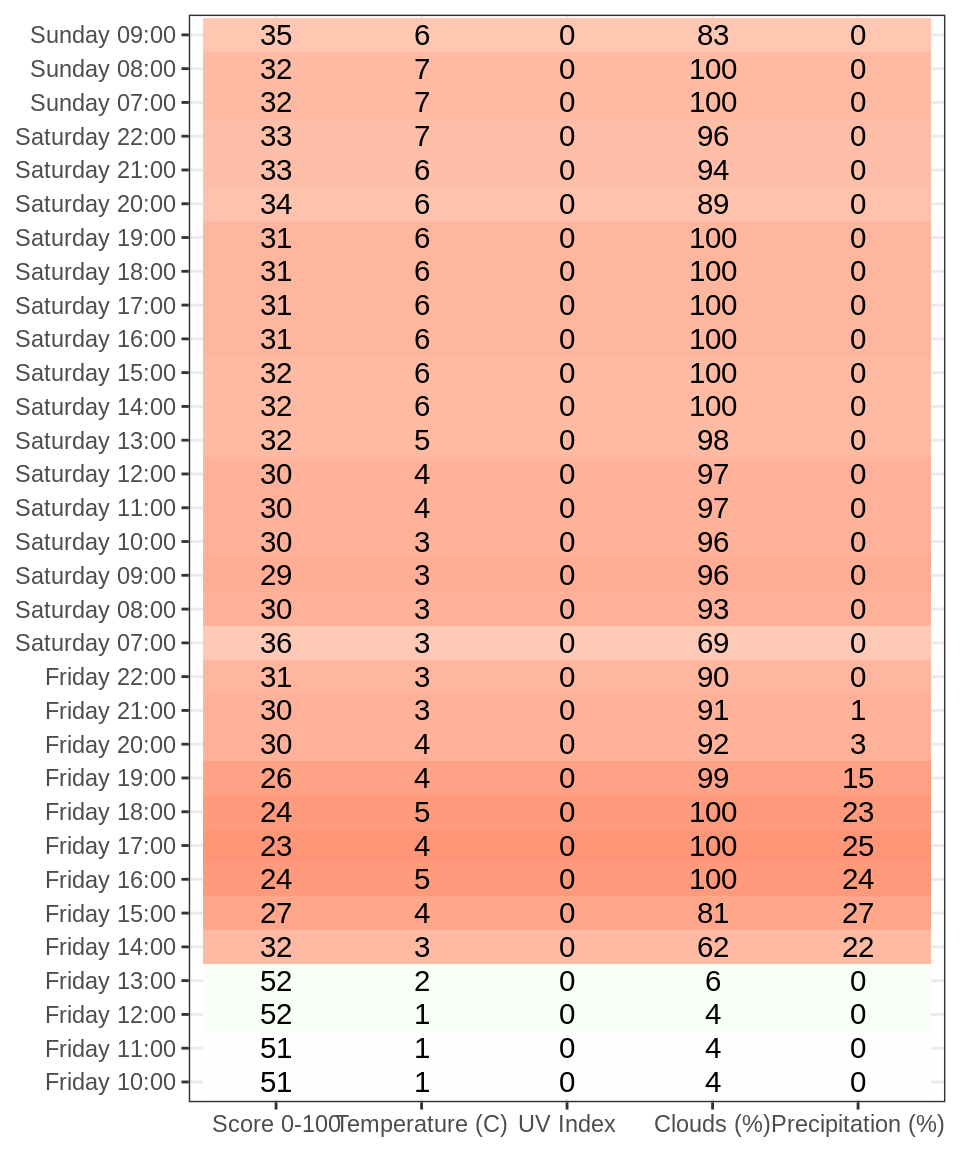 Sunday 09:00 35 6 0 83 0
Sunday 08:00 32 7 0 100 0
Sunday 07:00 32 7 0 100 0
Saturday 22:00 33 7 0 96 0
Saturday 21:00 33 6 0 94 0
Saturday 20:00 34 6 0 89 0
Saturday 19:00 31 6 0 100 0
Saturday 18:00 31 6 0 100 0
Saturday 17:00 31 6 0 100 0
Saturday 16:00 31 6 0 100 0
Saturday 15:00 32 6 0 100 0
Saturday 14:00 32 6 0 100 0
Saturday 13:00 32 5 0 98 0
Saturday 12:00 30 4 0 97 0
Saturday 11:00 30 4 0 97 0
Saturday 10:00 30 3 0 96 0
Saturday 09:00 29 3 0 96 0
Saturday 08:00 30 3 0 93 0
Saturday 07:00 36 3 0 69 0
Friday 22:00 31 3 0 90 0
Friday 21:00 30 3 0 91 1
Friday 20:00 30 4 0 92 3
Friday 19:00 26 4 0 99 15
Friday 18:00 24 5 0 100 23
Friday 17:00 23 4 0 100 25
Friday 16:00 24 5 0 100 24
Friday 15:00 27 4 0 81 27
Friday 14:00 32 3 0 62 22
Friday 13:00 52 2 0 6 0
Friday 12:00 52 1 0 4 0
Friday 11:00 51 1 0 4 0
Friday 10:00 51 1 0 4 0
Score 0-100 Temperature (C) UV Index Clouds (%) Precipitation (%)